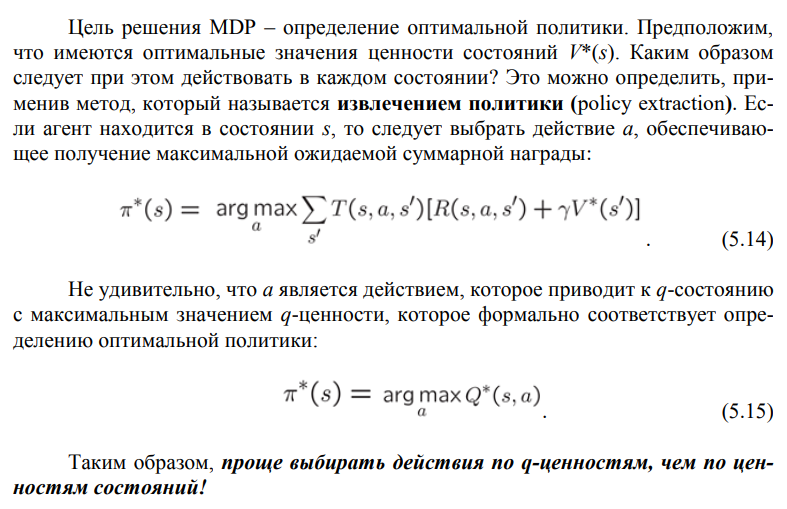 Цель решения MDP – определение оптимальной политики. Предположим,
что имеются оптимальные значения ценности состояний V*(s). Каким образом
следует при этом действовать в каждом состоянии? Это можно определить, при-
менив метод, который называется извлечением политики (policy extraction). Ес-
ли агент находится в состоянии s, то следует выбрать действие a, обеспечиваю-
щее получение максимальной ожидаемой суммарной награды:
π*(s) = arg max_a ∑_{s′} T(s, a, s′)[R(s, a, s′) + γV*(s′)] . (5.14)
Не удивительно, что a является действием, которое приводит к q-состоянию
с максимальным значением q-ценности, которое формально соответствует опре-
делению оптимальной политики:
π*(s) = arg max_a Q*(s, a) . (5.15)
Таким образом, проще выбирать действия по q-ценностям, чем по цен-
ностям состояний!